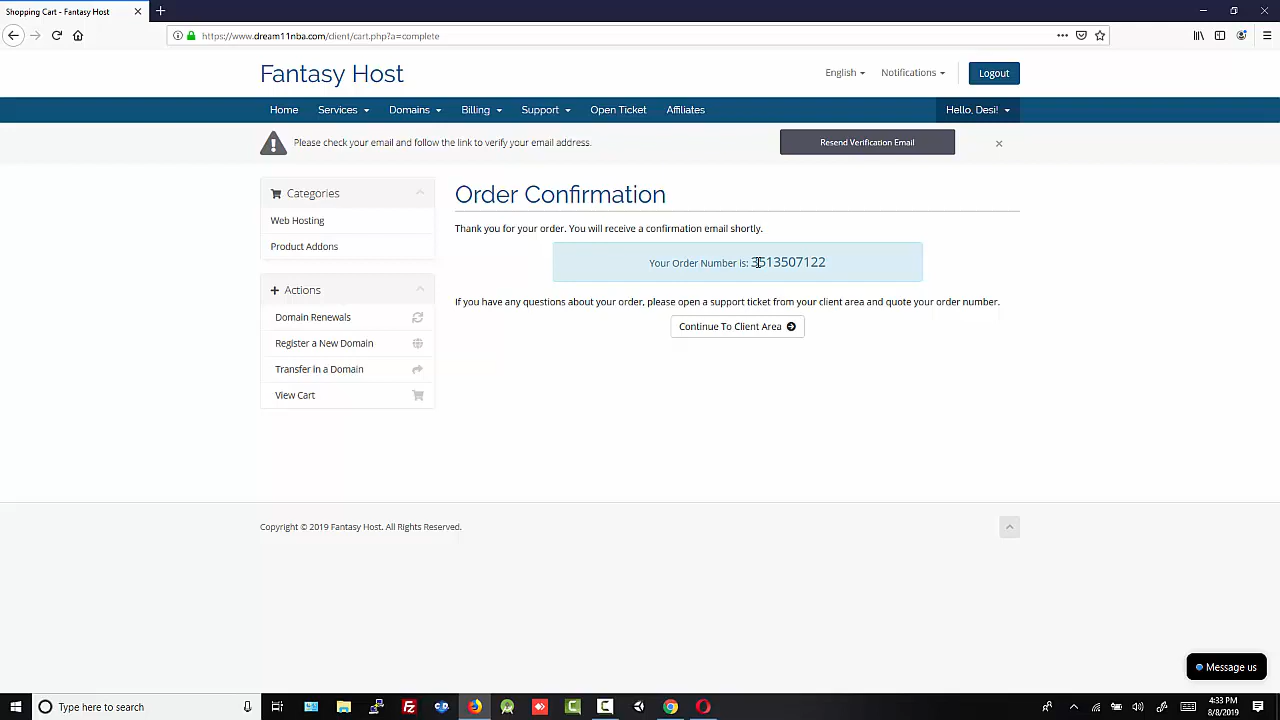 Shopping Cart - Fantasy Host
https://www.dream11nba.com/client/cart.php?a=complete
Fantasy Host
English
Notifications
Logout
Home
Services
Domains
Billing
Support
Open Ticket
Affiliates
Hello, Desi!
Please check your email and follow the link to verify your email address.
Resend Verification Email
Categories
Web Hosting
Product Addons
Actions
Domain Renewals
Register a New Domain
Transfer in a Domain
View Cart
Order Confirmation
Thank you for your order. You will receive a confirmation email shortly.
Your Order Number is: 3513507122
If you have any questions about your order, please open a support ticket from your client area and quote your order number.
Continue To Client Area
Copyright © 2019 Fantasy Host. All Rights Reserved.
Message us
Type here to search
4:33 PM
8/8/2019